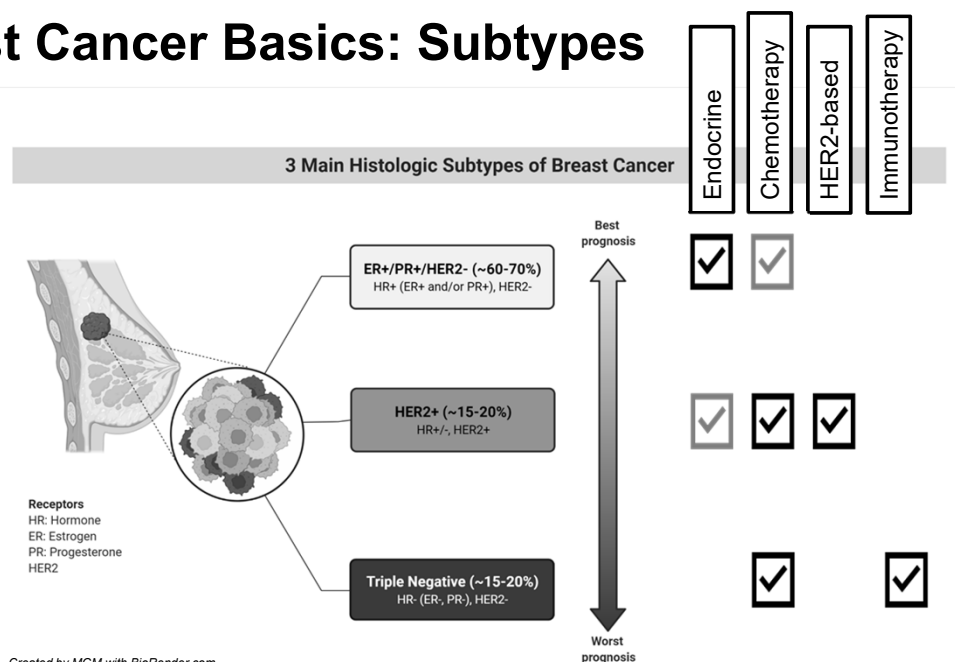 t Cancer Basics: Subtypes
Endocrine
Chemotherapy
HER2-based
Immunotherapy
3 Main Histologic Subtypes of Breast Cancer
Best
prognosis
ER+/PR+/HER2- (~60-70%)
HR+ (ER+ and/or PR+), HER2-
HER2+ (~15-20%)
HR+/-, HER2+
Receptors
HR: Hormone
ER: Estrogen
PR: Progesterone
HER2
Triple Negative (~15-20%)
HR- (ER-, PR-), HER2-
Worst
prognosis
Created by MGM with BioRender.com